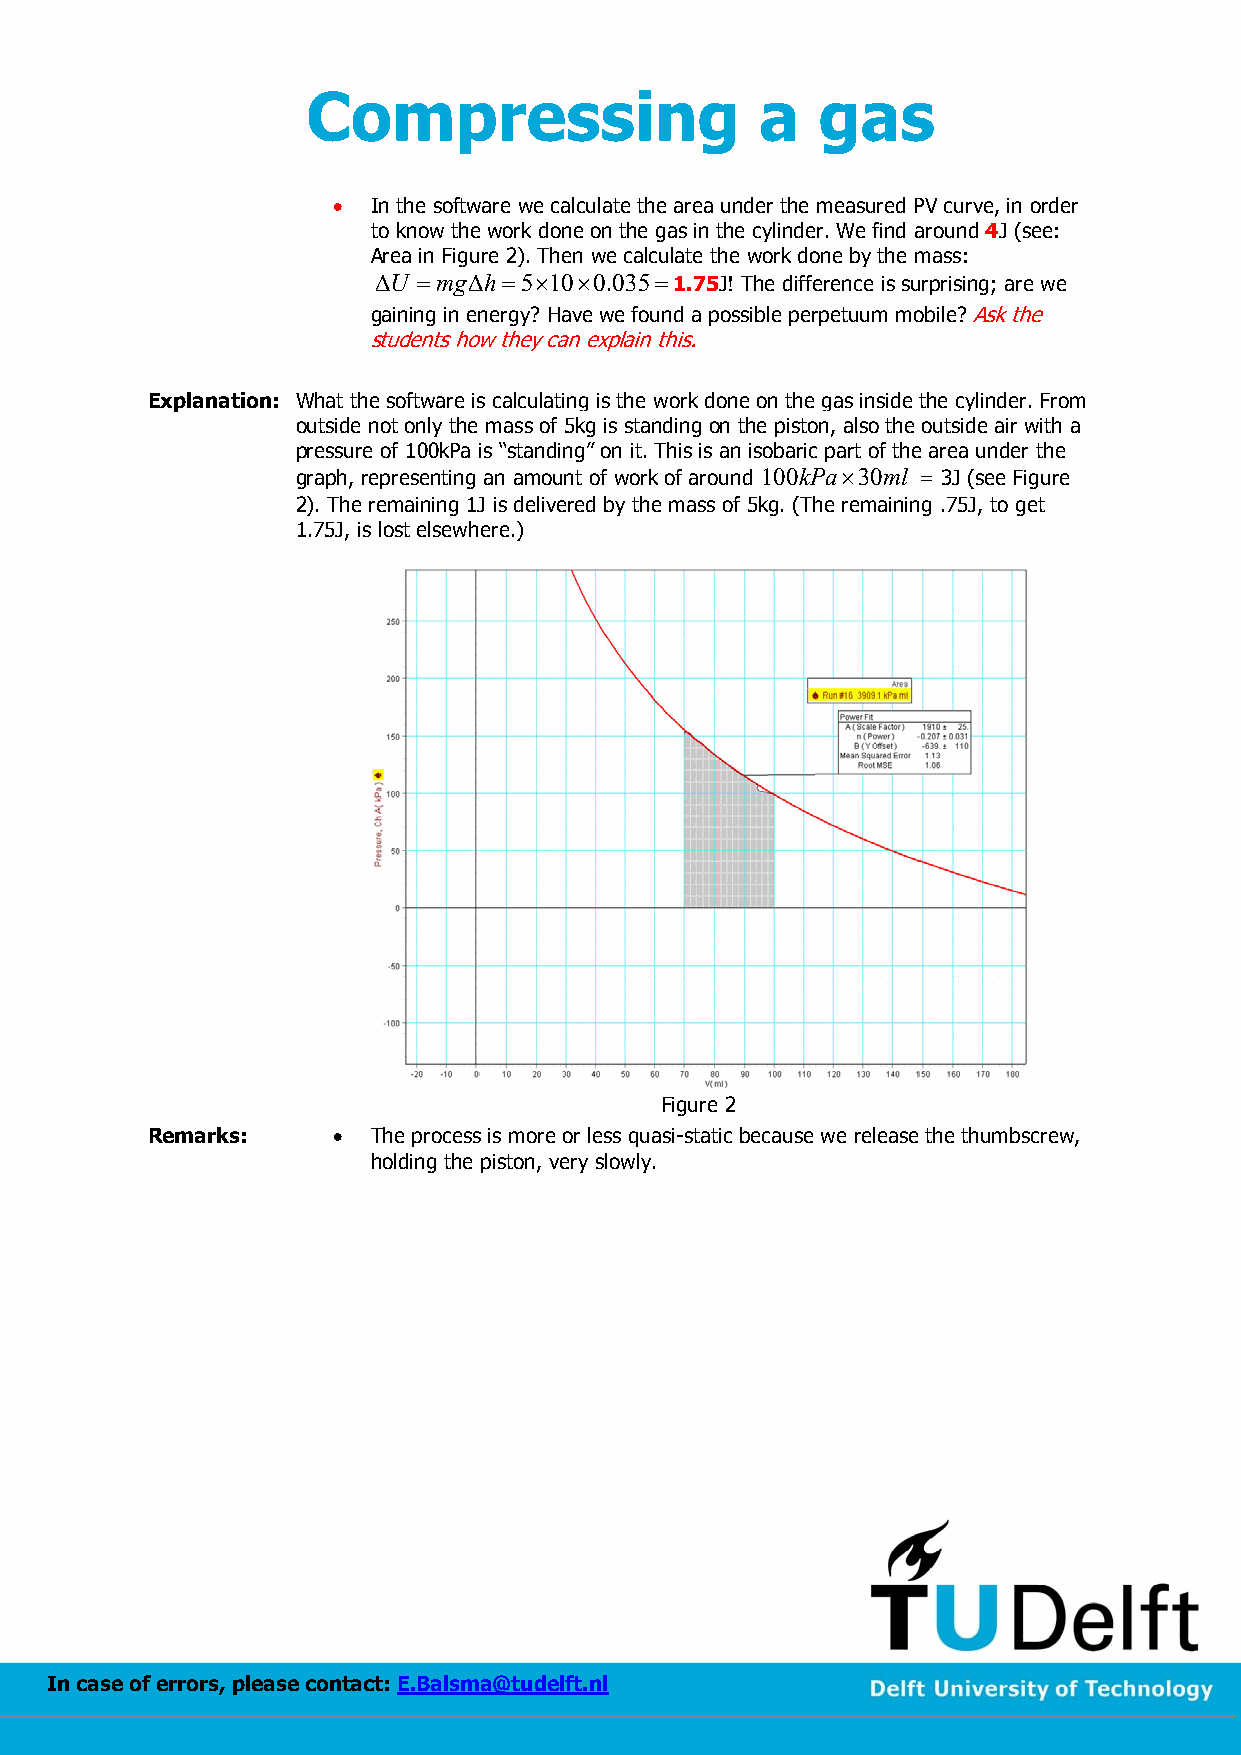 Compressing a gas
• In the software we calculate the area under the measured PV curve, in order
to know the work done on the gas in the cylinder. We find around 4J (see:
Area in Figure 2). Then we calculate the work done by the mass:
ΔU = mgΔh = 5×10×0.035 = 1.75J! The difference is surprising; are we
gaining in energy? Have we found a possible perpetuum mobile? Ask the
students how they can explain this.
Explanation: What the software is calculating is the work done on the gas inside the cylinder. From
outside not only the mass of 5kg is standing on the piston, also the outside air with a
pressure of 100kPa is “standing” on it. This is an isobaric part of the area under the
graph, representing an amount of work of around 100kPa×30ml = 3J (see Figure
2). The remaining 1J is delivered by the mass of 5kg. (The remaining .75J, to get
1.75J, is lost elsewhere.)
250
200
150
100
50
0
-50
-100
Pressure, Ch A( kPa )
Area
Run #16 3909.1 kPa ml
Power Fit
A ( Scale Factor ) 1910 ± 25.
n ( Power ) -0.207 ± 0.031
B ( Y Offset ) -639. ± 110
Mean Squared Error 1.13
Root MSE 1.06
-20 -10 0 10 20 30 40 50 60 70 80 90 100 110 120 130 140 150 160 170 180
V( ml )
Figure 2
Remarks: • The process is more or less quasi-static because we release the thumbscrew,
holding the piston, very slowly.
TUDelft
In case of errors, please contact: E.Balsma@tudelft.nl
Delft University of Technology